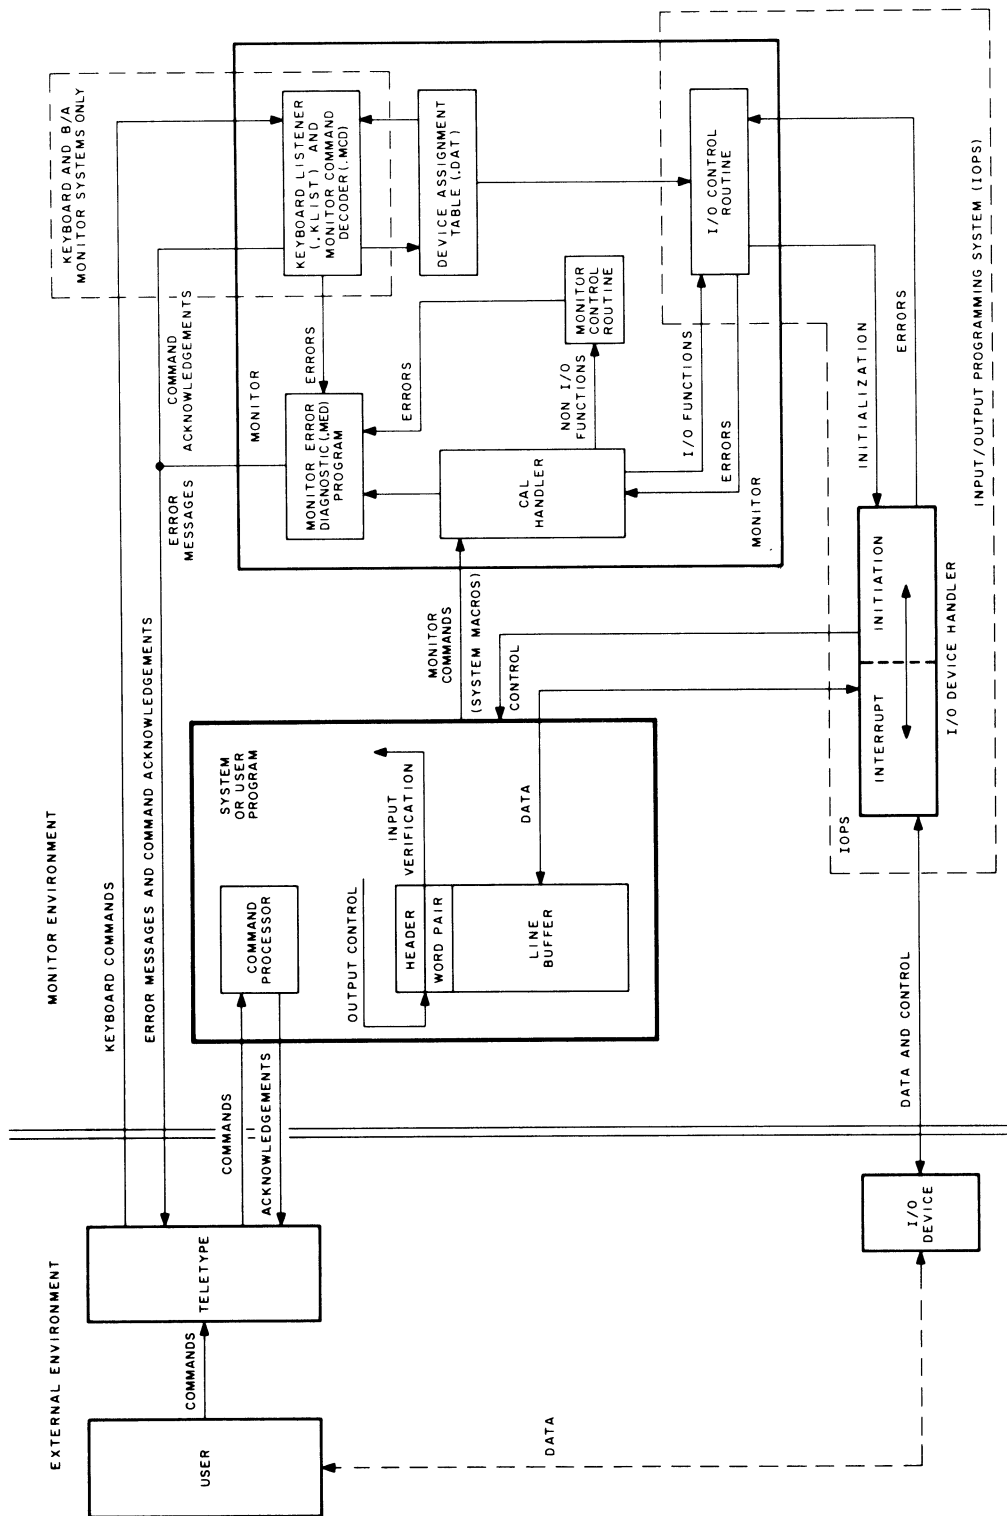 EXTERNAL ENVIRONMENT
MONITOR ENVIRONMENT
USER
COMMANDS
TELETYPE
DATA
I/O
DEVICE
KEYBOARD COMMANDS
ERROR MESSAGES AND COMMAND ACKNOWLEDGEMENTS
COMMANDS
ACKNOWLEDGEMENTS
COMMAND
PROCESSOR
SYSTEM
OR USER
PROGRAM
OUTPUT CONTROL
INPUT
VERIFICATION
HEADER
WORD PAIR
LINE
BUFFER
DATA
CONTROL
MONITOR
COMMANDS
(SYSTEM MACROS)
DATA AND CONTROL
IOPS
INTERRUPT
INITIATION
I/O DEVICE HANDLER
ERROR
MESSAGES
COMMAND
ACKNOWLEDGEMENTS
KEYBOARD AND B/A
MONITOR SYSTEMS ONLY
MONITOR
MONITOR ERROR
DIAGNOSTIC (.MED)
PROGRAM
ERRORS
KEYBOARD LISTENER
(.KLIST) AND
MONITOR COMMAND
DECODER (.MCD)
DEVICE ASSIGNMENT
TABLE (.DAT)
ERRORS
CAL
HANDLER
NON I/O
FUNCTIONS
MONITOR
CONTROL
ROUTINE
I/O FUNCTIONS
ERRORS
I/O CONTROL
ROUTINE
MONITOR
INITIALIZATION
ERRORS
INPUT/OUTPUT PROGRAMMING SYSTEM (IOPS)